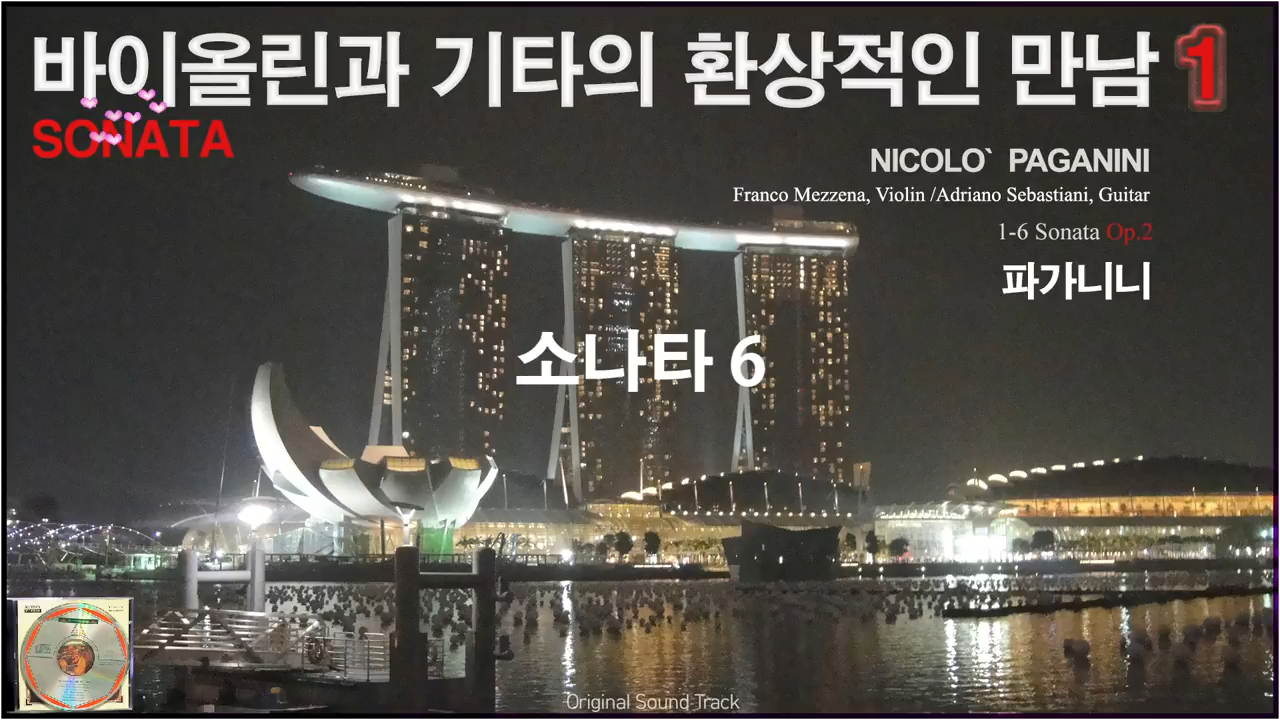 바이올린과 기타의 환상적인 만남 1
SONATA
NICOLO` PAGANINI
Franco Mezzena, Violin /Adriano Sebastiani, Guitar
1-6 Sonata Op.2
파가니니
소나타 6
Original Sound Track